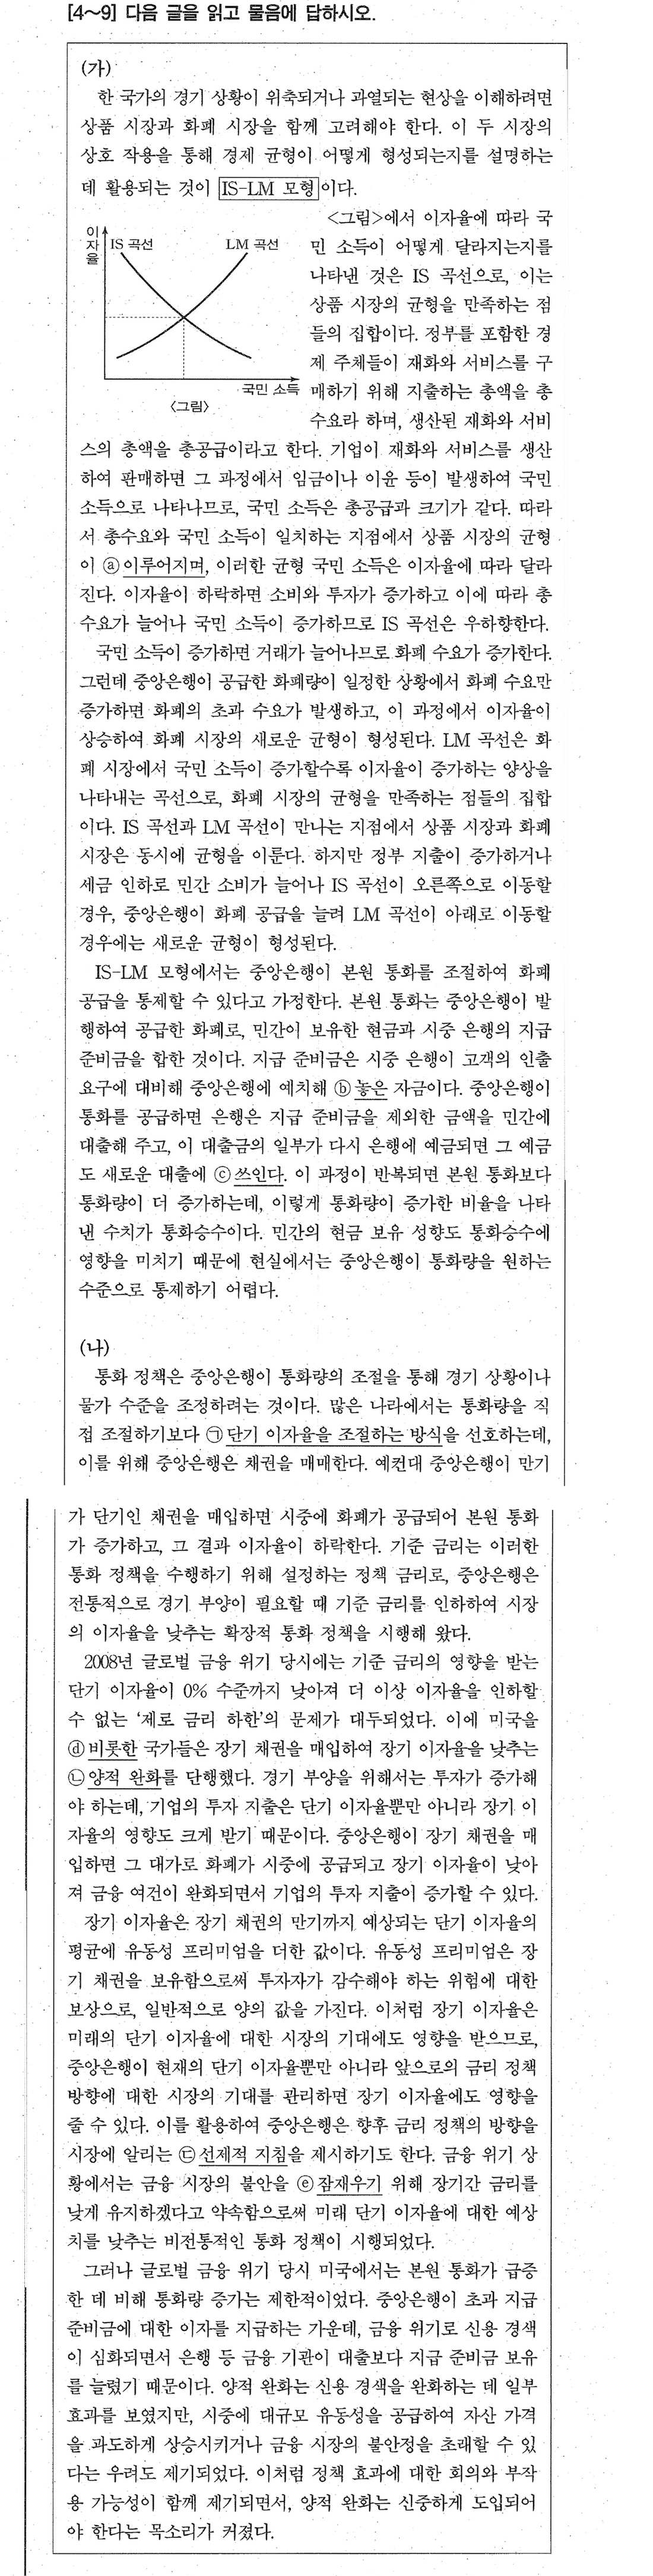 [4～9] 다음 글을 읽고 물음에 답하시오.
(가)
한 국가의 경기 상황이 위축되거나 과열되는 현상을 이해하려면
상품 시장과 화폐 시장을 함께 고려해야 한다. 이 두 시장의
상호 작용을 통해 경제 균형이 어떻게 형성되는지를 설명하는
데 활용되는 것이 IS-LM 모형이다.
이자율
IS 곡선
LM 곡선
국민 소득
〈그림〉
<그림>에서 이자율에 따라 국
민 소득이 어떻게 달라지는지를
나타낸 것은 IS 곡선으로, 이는
상품 시장의 균형을 만족하는 점
들의 집합이다. 정부를 포함한 경
제 주체들이 재화와 서비스를 구
매하기 위해 지출하는 총액을 총
수요라 하며, 생산된 재화와 서비
스의 총액을 총공급이라고 한다. 기업이 재화와 서비스를 생산
하여 판매하면 그 과정에서 임금이나 이윤 등이 발생하여 국민
소득으로 나타나므로, 국민 소득은 총공급과 크기가 같다. 따라
서 총수요와 국민 소득이 일치하는 지점에서 상품 시장의 균형
이 ⓐ이루어지며, 이러한 균형 국민 소득은 이자율에 따라 달라
진다. 이자율이 하락하면 소비와 투자가 증가하고 이에 따라 총
수요가 늘어나 국민 소득이 증가하므로 IS 곡선은 우하향한다.
국민 소득이 증가하면 거래가 늘어나므로 화폐 수요가 증가한다.
그런데 중앙은행이 공급한 화폐량이 일정한 상황에서 화폐 수요만
증가하면 화폐의 초과 수요가 발생하고, 이 과정에서 이자율이
상승하여 화폐 시장의 새로운 균형이 형성된다. LM 곡선은 화
폐 시장에서 국민 소득이 증가할수록 이자율이 증가하는 양상을
나타내는 곡선으로, 화폐 시장의 균형을 만족하는 점들의 집합
이다. IS 곡선과 LM 곡선이 만나는 지점에서 상품 시장과 화폐
시장은 동시에 균형을 이룬다. 하지만 정부 지출이 증가하거나
세금 인하로 민간 소비가 늘어나 IS 곡선이 오른쪽으로 이동할
경우, 중앙은행이 화폐 공급을 늘려 LM 곡선이 아래로 이동할
경우에는 새로운 균형이 형성된다.
IS-LM 모형에서는 중앙은행이 본원 통화를 조절하여 화폐
공급을 통제할 수 있다고 가정한다. 본원 통화는 중앙은행이 발
행하여 공급한 화폐로, 민간이 보유한 현금과 시중 은행의 지급
준비금을 합한 것이다. 지급 준비금은 시중 은행이 고객의 인출
요구에 대비해 중앙은행에 예치해 ⓑ놓은 자금이다. 중앙은행이
통화를 공급하면 은행은 지급 준비금을 제외한 금액을 민간에
대출해 주고, 이 대출금의 일부가 다시 은행에 예금되면 그 예금
도 새로운 대출에 ⓒ쓰인다. 이 과정이 반복되면 본원 통화보다
통화량이 더 증가하는데, 이렇게 통화량이 증가한 비율을 나타
낸 수치가 통화승수이다. 민간의 현금 보유 성향도 통화승수에
영향을 미치기 때문에 현실에서는 중앙은행이 통화량을 원하는
수준으로 통제하기 어렵다.
(나)
통화 정책은 중앙은행이 통화량의 조절을 통해 경기 상황이나
물가 수준을 조정하려는 것이다. 많은 나라에서는 통화량을 직
접 조절하기보다 ㉠단기 이자율을 조절하는 방식을 선호하는데,
이를 위해 중앙은행은 채권을 매매한다. 예컨대 중앙은행이 만기
가 단기인 채권을 매입하면 시중에 화폐가 공급되어 본원 통화
가 증가하고, 그 결과 이자율이 하락한다. 기준 금리는 이러한
통화 정책을 수행하기 위해 설정하는 정책 금리로, 중앙은행은
전통적으로 경기 부양이 필요할 때 기준 금리를 인하하여 시장
의 이자율을 낮추는 확장적 통화 정책을 시행해 왔다.
2008년 글로벌 금융 위기 당시에는 기준 금리의 영향을 받는
단기 이자율이 0% 수준까지 낮아져 더 이상 이자율을 인하할
수 없는 ‘제로 금리 하한’의 문제가 대두되었다. 이에 미국을
ⓓ비롯한 국가들은 장기 채권을 매입하여 장기 이자율을 낮추는
㉡양적 완화를 단행했다. 경기 부양을 위해서는 투자가 증가해
야 하는데, 기업의 투자 지출은 단기 이자율뿐만 아니라 장기 이
자율의 영향도 크게 받기 때문이다. 중앙은행이 장기 채권을 매
입하면 그 대가로 화폐가 시중에 공급되고 장기 이자율이 낮아
져 금융 여건이 완화되면서 기업의 투자 지출이 증가할 수 있다.
장기 이자율은 장기 채권의 만기까지 예상되는 단기 이자율의
평균에 유동성 프리미엄을 더한 값이다. 유동성 프리미엄은 장
기 채권을 보유함으로써 투자자가 감수해야 하는 위험에 대한
보상으로, 일반적으로 양의 값을 가진다. 이처럼 장기 이자율은
미래의 단기 이자율에 대한 시장의 기대에도 영향을 받으므로,
중앙은행이 현재의 단기 이자율뿐만 아니라 앞으로의 금리 정책
방향에 대한 시장의 기대를 관리하면 장기 이자율에도 영향을
줄 수 있다. 이를 활용하여 중앙은행은 향후 금리 정책의 방향을
시장에 알리는 ㉢선제적 지침을 제시하기도 한다. 금융 위기 상
황에서는 금융 시장의 불안을 ⓔ잠재우기 위해 장기간 금리를
낮게 유지하겠다고 약속함으로써 미래 단기 이자율에 대한 예상
치를 낮추는 비전통적인 통화 정책이 시행되었다.
그러나 글로벌 금융 위기 당시 미국에서는 본원 통화가 급증
한 데 비해 통화량 증가는 제한적이었다. 중앙은행이 초과 지급
준비금에 대한 이자를 지급하는 가운데, 금융 위기로 신용 경색
이 심화되면서 은행 등 금융 기관이 대출보다 지급 준비금 보유
를 늘렸기 때문이다. 양적 완화는 신용 경색을 완화하는 데 일부
효과를 보였지만, 시중에 대규모 유동성을 공급하여 자산 가격
을 과도하게 상승시키거나 금융 시장의 불안정을 초래할 수 있
다는 우려도 제기되었다. 이처럼 정책 효과에 대한 회의와 부작
용 가능성이 함께 제기되면서, 양적 완화는 신중하게 도입되어
야 한다는 목소리가 커졌다.